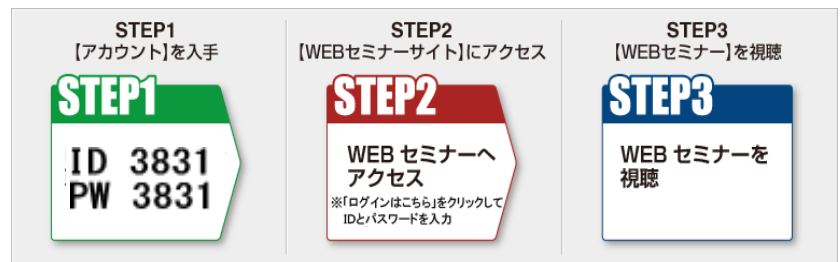 STEP1
【アカウント】を入手
STEP1
ID 3831
PW 3831
STEP2
【WEBセミナーサイト】にアクセス
STEP2
WEB セミナーへ
アクセス
※「ログインはこちら」をクリックして
IDとパスワードを入力
STEP3
【WEBセミナー】を視聴
STEP3
WEB セミナーを
視聴